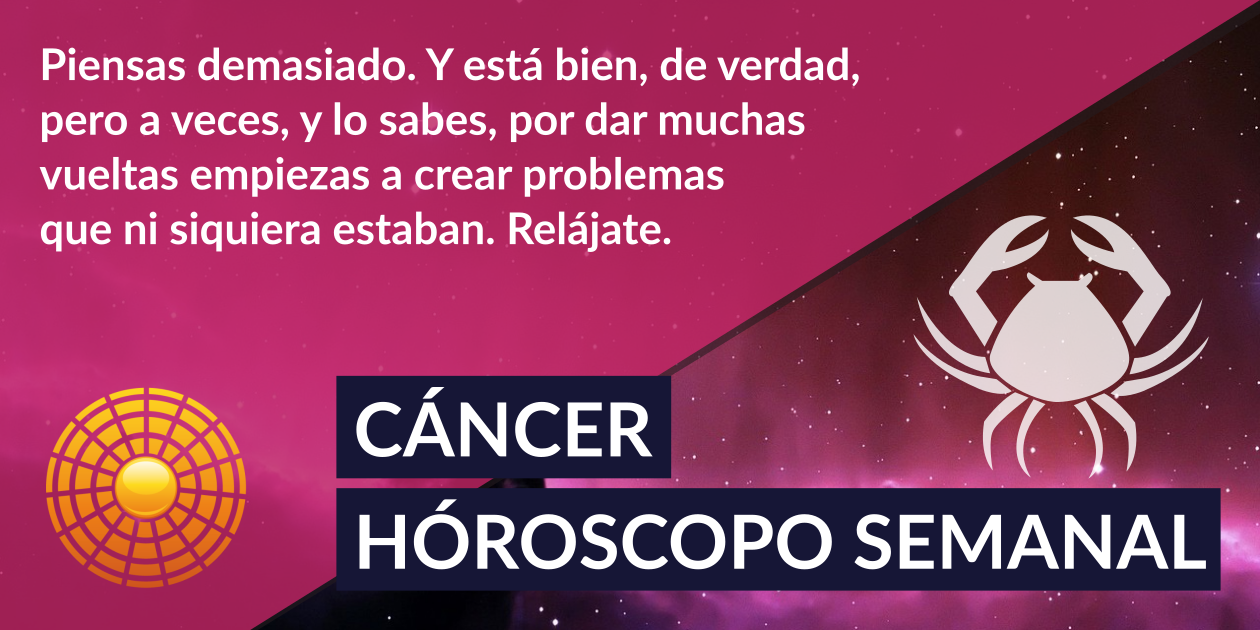 Piensas demasiado. Y está bien, de verdad,
pero a veces, y lo sabes, por dar muchas
vueltas empiezas a crear problemas
que ni siquiera estaban. Relájate.
CÁNCER
HÓROSCOPO SEMANAL